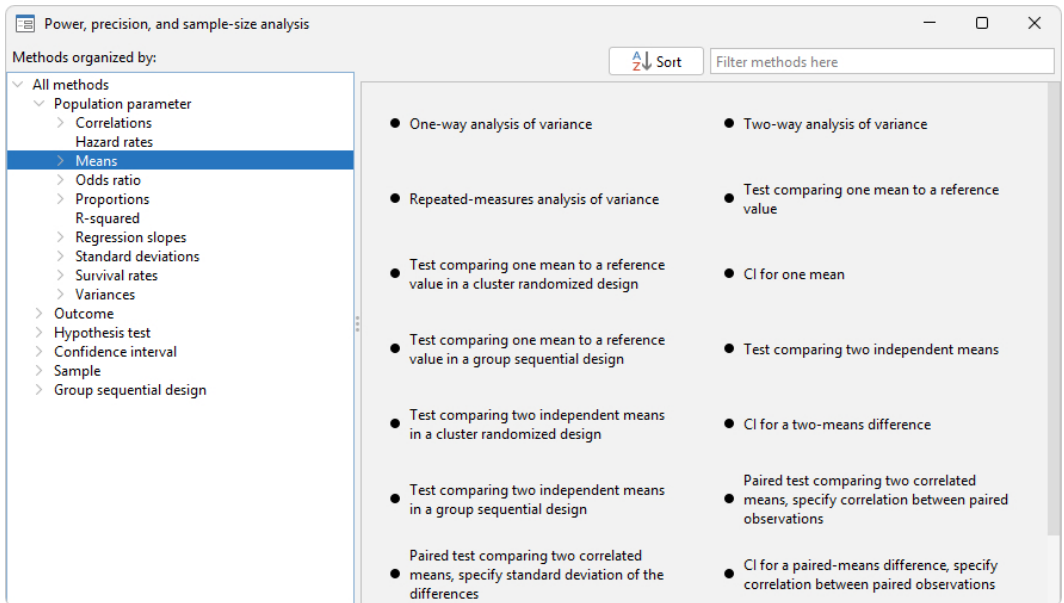 Power, precision, and sample-size analysis
Methods organized by:
Sort
Filter methods here
All methods
Population parameter
Correlations
Hazard rates
Means
Odds ratio
Proportions
R-squared
Regression slopes
Standard deviations
Survival rates
Variances
Outcome
Hypothesis test
Confidence interval
Sample
Group sequential design
One-way analysis of variance
Two-way analysis of variance
Repeated-measures analysis of variance
Test comparing one mean to a reference
value
Test comparing one mean to a reference
value in a cluster randomized design
CI for one mean
Test comparing one mean to a reference
value in a group sequential design
Test comparing two independent means
Test comparing two independent means
in a cluster randomized design
CI for a two-means difference
Test comparing two independent means
in a group sequential design
Paired test comparing two correlated
means, specify correlation between paired
observations
Paired test comparing two correlated
means, specify standard deviation of the
differences
CI for a paired-means difference, specify
correlation between paired observations